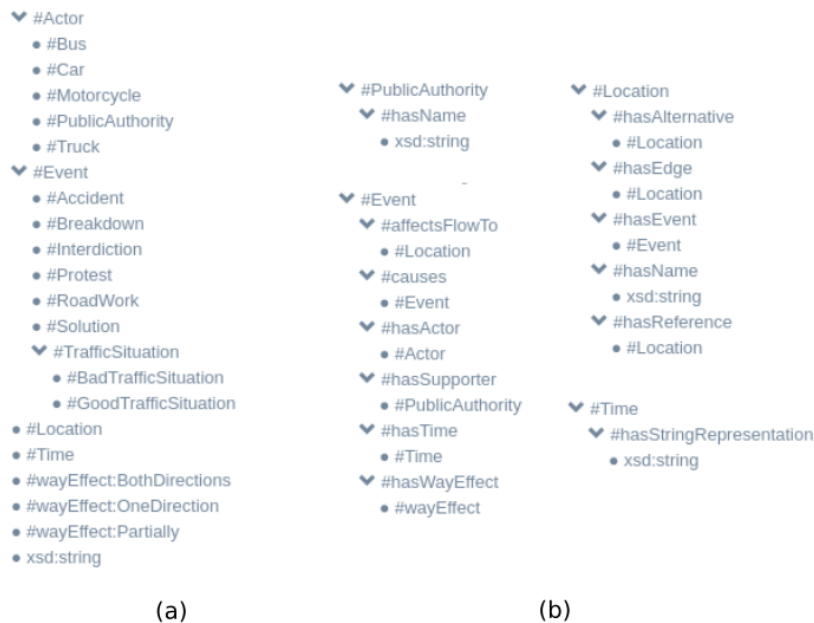 #Actor
#Bus
#Car
#Motorcycle
#PublicAuthority
#Truck
#Event
#Accident
#Breakdown
#Interdiction
#Protest
#RoadWork
#Solution
#TrafficSituation
#BadTrafficSituation
#GoodTrafficSituation
#Location
#Time
#wayEffect:BothDirections
#wayEffect:OneDirection
#wayEffect:Partially
xsd:string
(a)
#PublicAuthority
#hasName
xsd:string
#Event
#affectsFlowTo
#Location
#causes
#Event
#hasActor
#Actor
#hasSupporter
#PublicAuthority
#hasTime
#Time
#hasWayEffect
#wayEffect
#Location
#hasAlternative
#Location
#hasEdge
#Location
#hasEvent
#Event
#hasName
xsd:string
#hasReference
#Location
#Time
#hasStringRepresentation
xsd:string
(b)